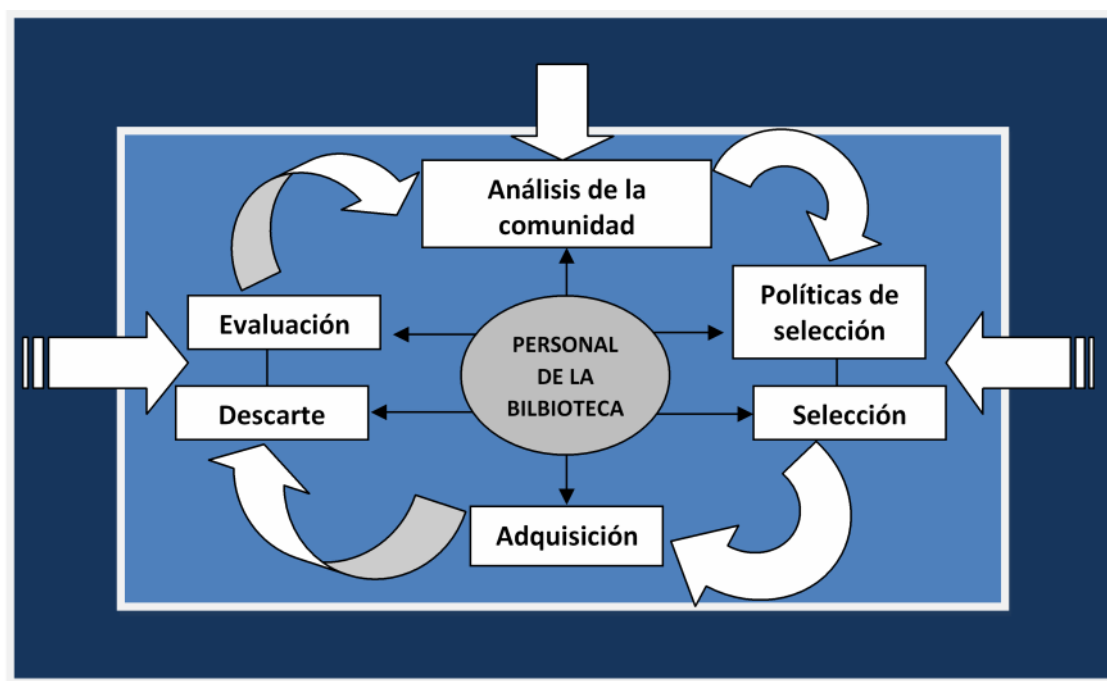 Análisis de la
comunidad
Evaluación
Políticas de
selección
PERSONAL
DE LA
BILBIOTECA
Descarte
Selección
Adquisición